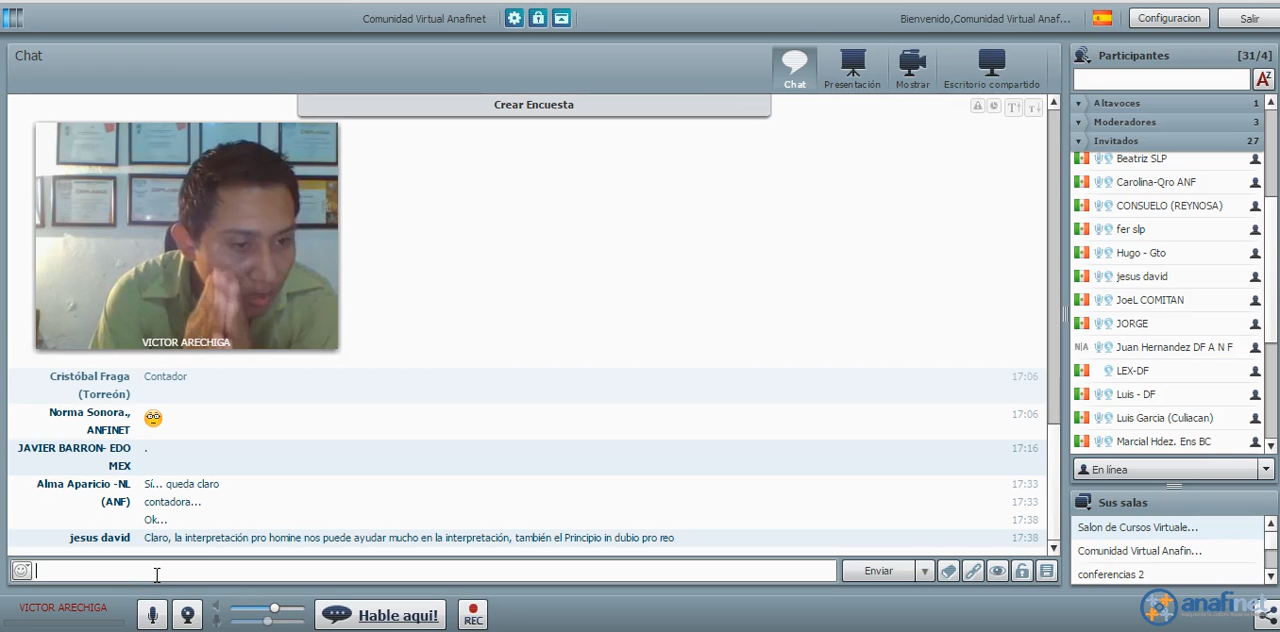 Comunidad Virtual Anafinet
Bienvenido,Comunidad Virtual Anaf...
Configuracion
Salir
Chat
Chat
Presentación
Mostrar
Escritorio compartido
Participantes
[31/4]
Crear Encuesta
Altavoces 1
Moderadores 3
Invitados 27
Beatriz SLP
Carolina-Qro ANF
CONSUELO (REYNOSA)
fer slp
Hugo - Gto
jesus david
JoeL COMITAN
JORGE
N|A Juan Hernandez DF A N F
LEX-DF
Luis - DF
Luis Garcia (Culiacan)
Marcial Hdez. Ens BC
En línea
Sus salas
Salon de Cursos Virtuale...
Comunidad Virtual Anafin...
conferencias 2
VICTOR ARECHIGA
Cristóbal Fraga Contador 17:06
(Torreón)
Norma Sonora., 17:06
ANFINET
JAVIER BARRON- EDO . 17:16
MEX
Alma Aparicio -NL Sí... queda claro 17:33
(ANF) contadora... 17:33
Ok... 17:38
jesus david Claro, la interpretación pro homine nos puede ayudar mucho en la interpretación, también el Principio in dubio pro reo 17:38
Enviar
VICTOR ARECHIGA
Hable aqui!
REC
anafinet